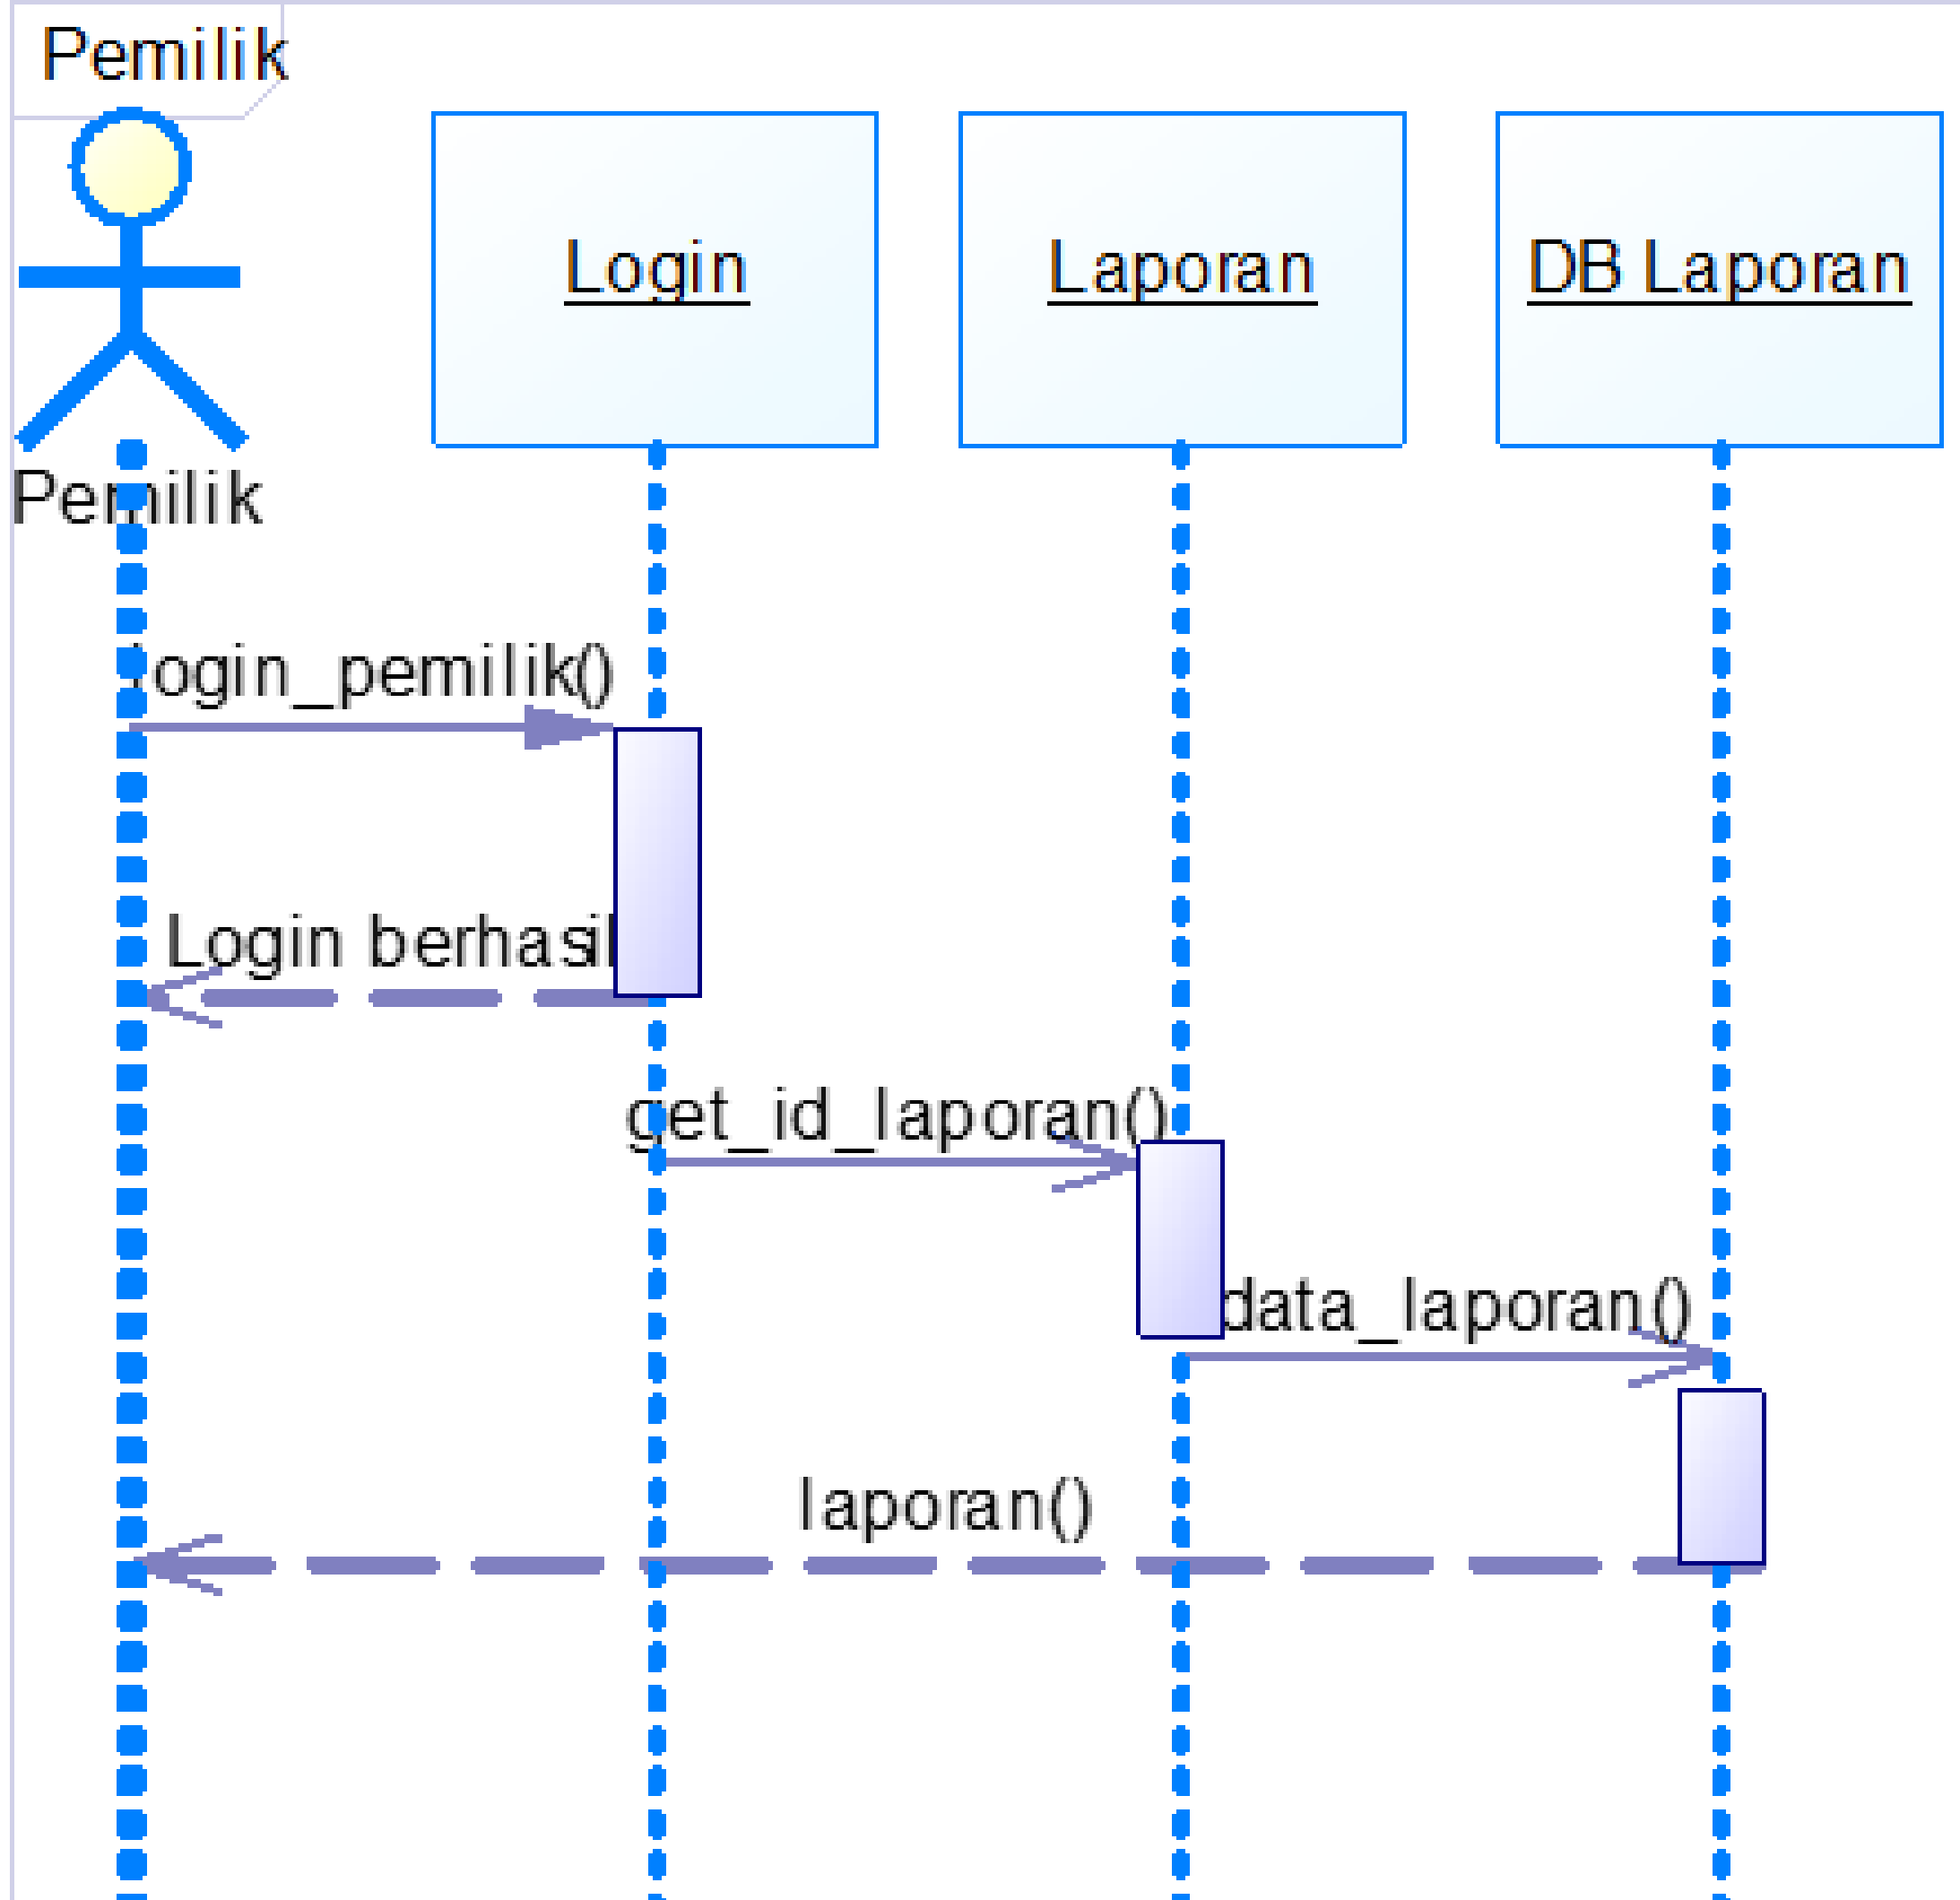 Pemilik
Login
Laporan
DB Laporan
Pemilik
login_pemilik()
Login berhasil
get_id_laporan()
data_laporan()
laporan()